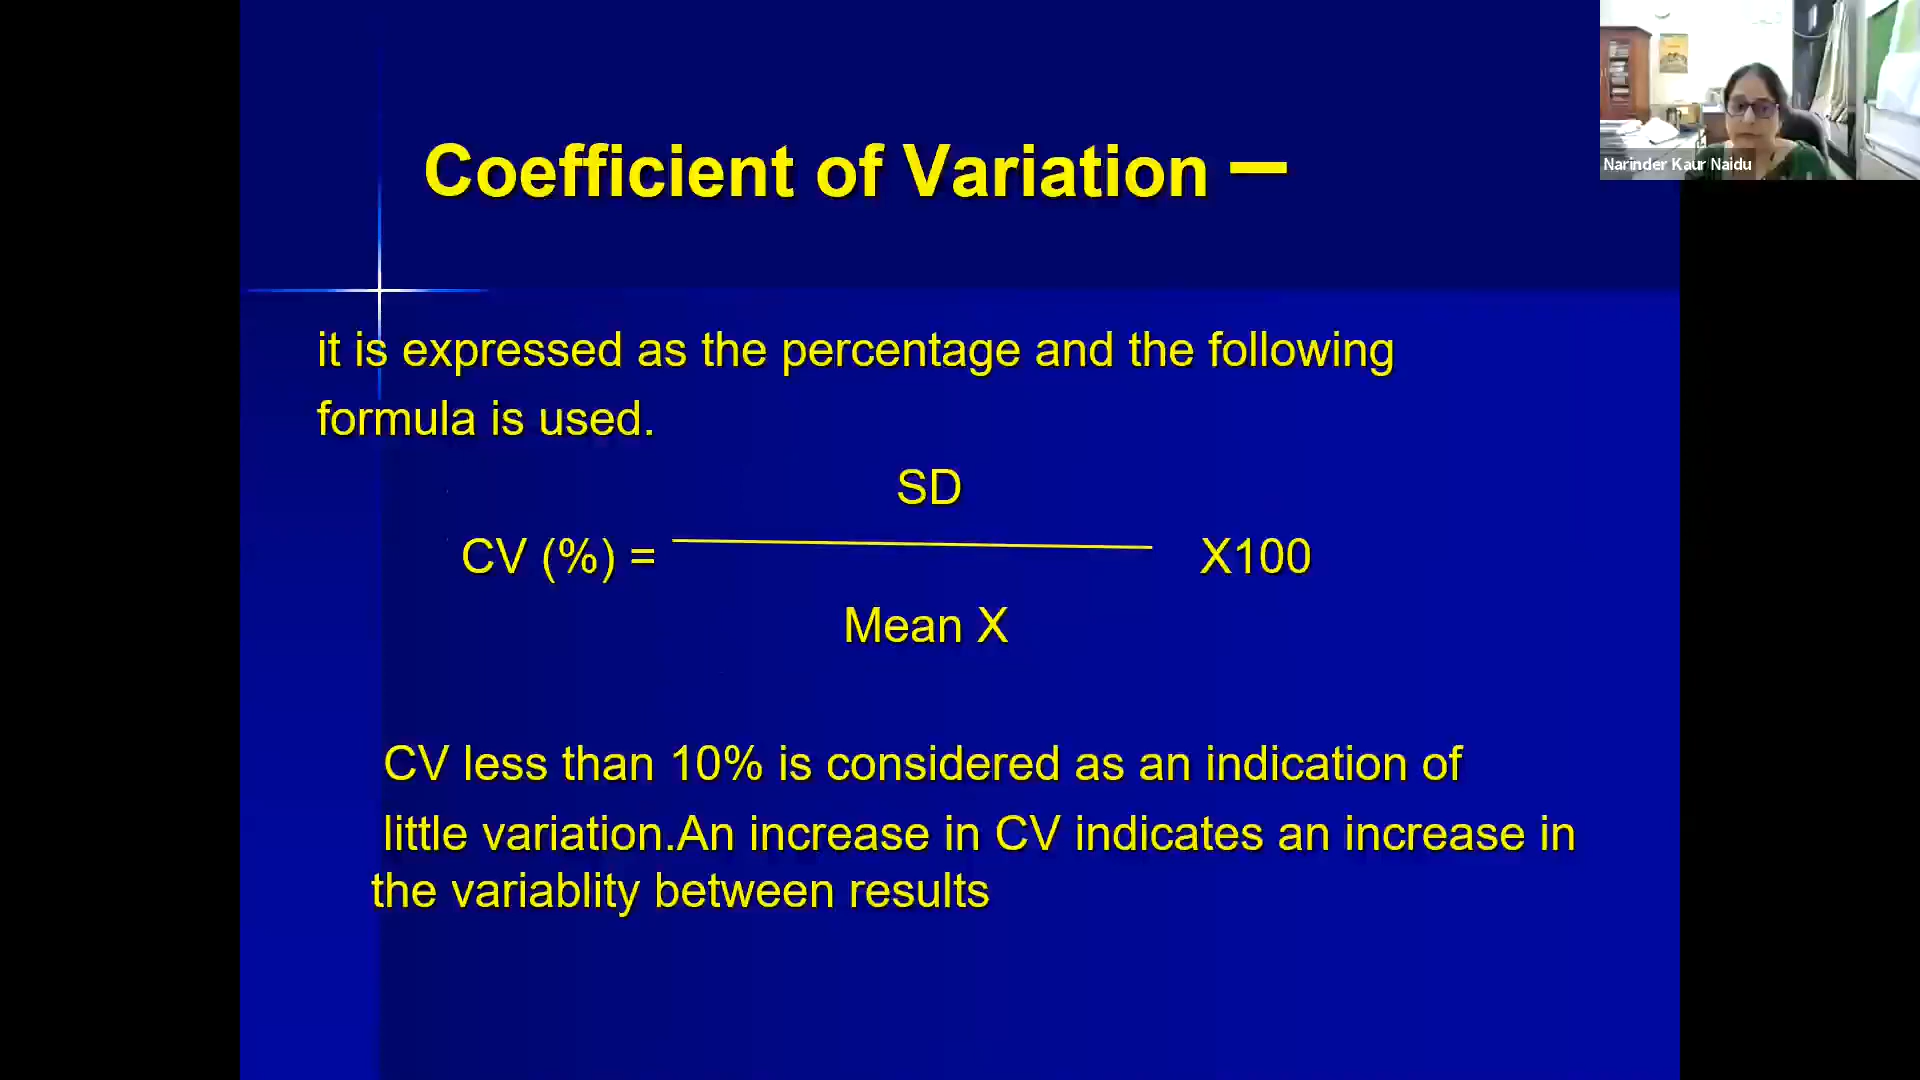 Coefficient of Variation –
Narinder Kaur Naidu
it is expressed as the percentage and the following
formula is used.
SD
CV (%) = X100
Mean X
CV less than 10% is considered as an indication of
little variation.An increase in CV indicates an increase in
the variablity between results